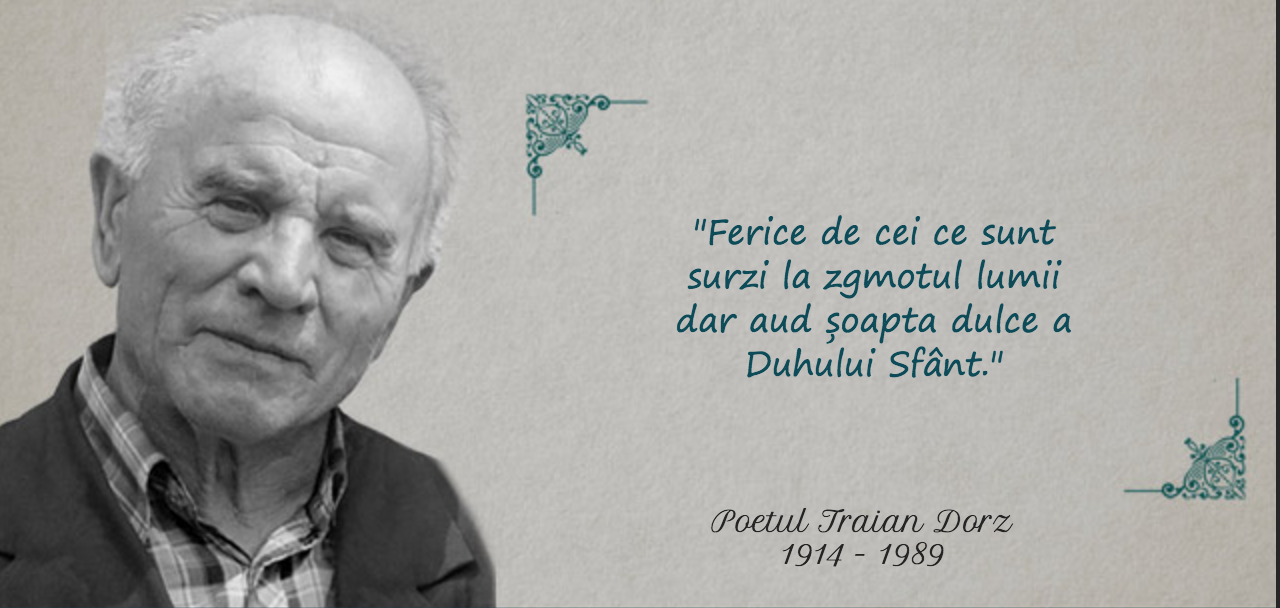 "Ferice de cei ce sunt
surzi la zgmotul lumii
dar aud șoapta dulce a
Duhului Sfânt."
Poetul Traian Dorz
1914 - 1989